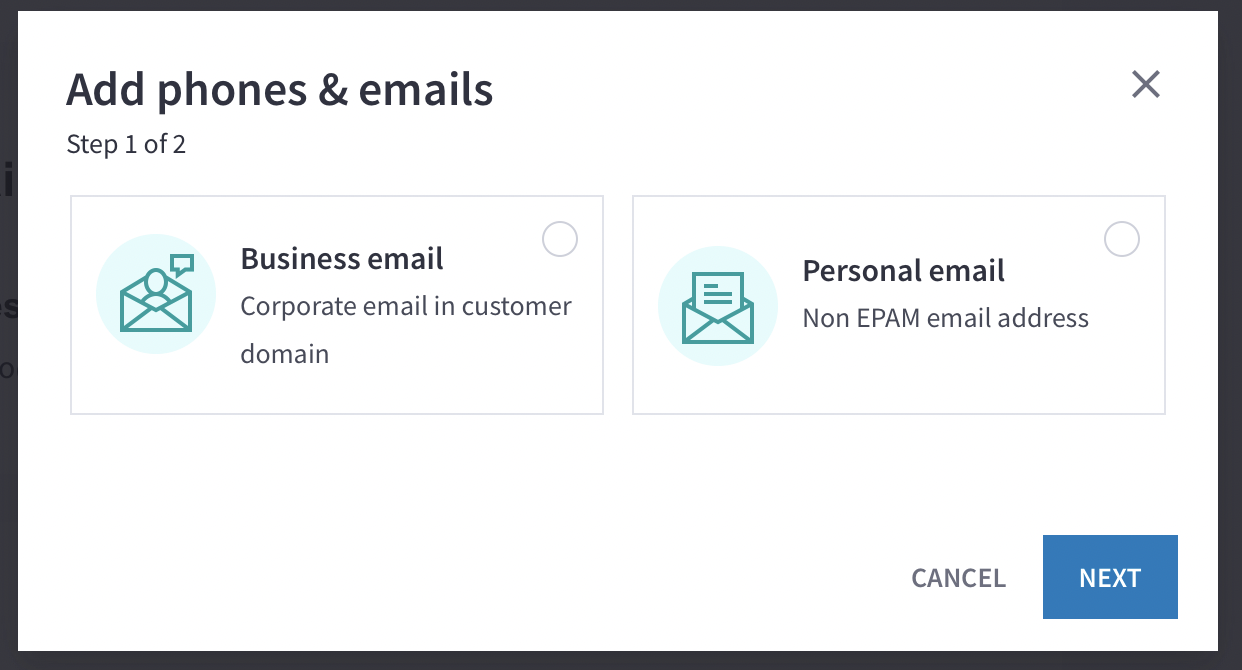 Add phones & emails
Step 1 of 2
Business email
Corporate email in customer
domain
Personal email
Non EPAM email address
CANCEL
NEXT